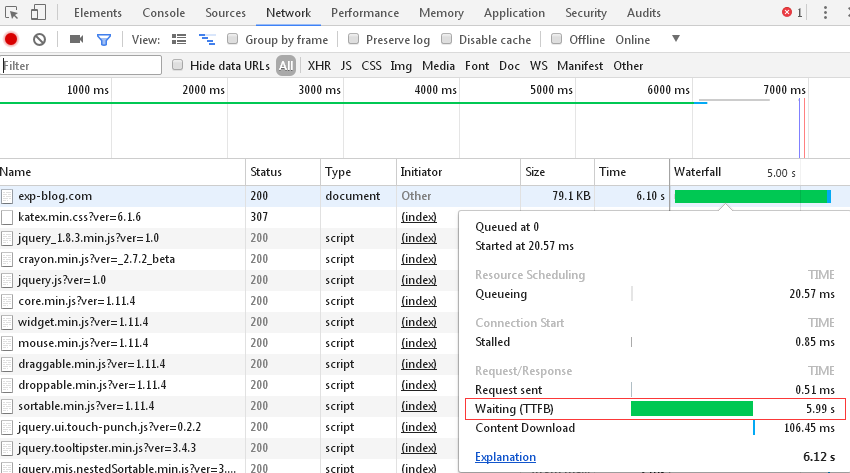 Elements Console Sources Network Performance Memory Application Security Audits 1
View: Group by frame Preserve log Disable cache Offline Online
Filter Hide data URLs All XHR JS CSS Img Media Font Doc WS Manifest Other
1000 ms 2000 ms 3000 ms 4000 ms 5000 ms 6000 ms 7000 ms
Name Status Type Initiator Size Time Waterfall 5.00 s
exp-blog.com 200 document Other 79.1 KB 6.10 s
katex.min.css?ver=6.1.6 307 (index)
jquery_1.8.3.min.js?ver=1.0 200 script (index)
crayon.min.js?ver=_2.7.2_beta 200 script (index)
jquery.js?ver=1.0 200 script (index)
core.min.js?ver=1.11.4 200 script (index)
widget.min.js?ver=1.11.4 200 script (index)
mouse.min.js?ver=1.11.4 200 script (index)
draggable.min.js?ver=1.11.4 200 script (index)
droppable.min.js?ver=1.11.4 200 script (index)
sortable.min.js?ver=1.11.4 200 script (index)
jquery.ui.touch-punch.js?ver=0.2.2 200 script (index)
jquery.tooltipster.min.js?ver=3.4.3 200 script (index)
jquery.mjs.nestedSortable.min.js?ver=3.... 200 script (index)
Queued at 0
Started at 20.57 ms
Resource Scheduling TIME
Queueing 20.57 ms
Connection Start TIME
Stalled 0.85 ms
Request/Response TIME
Request sent 0.51 ms
Waiting (TTFB) 5.99 s
Content Download 106.45 ms
Explanation 6.12 s